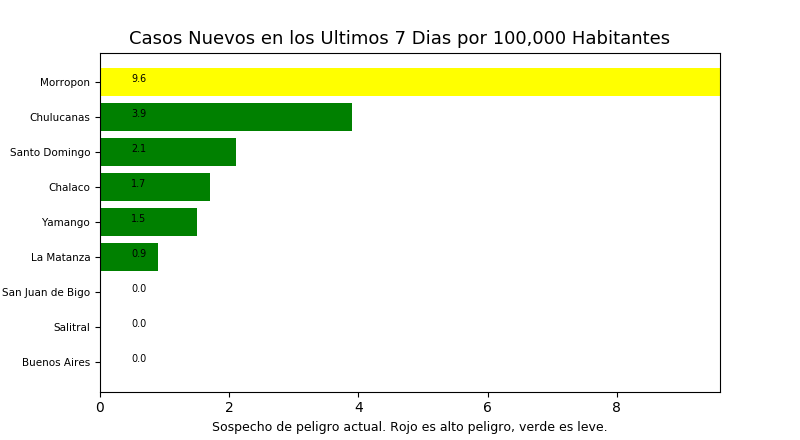 Casos Nuevos en los Ultimos 7 Dias por 100,000 Habitantes
Morropon 9.6
Chulucanas 3.9
Santo Domingo 2.1
Chalaco 1.7
Yamango 1.5
La Matanza 0.9
San Juan de Bigo 0.0
Salitral 0.0
Buenos Aires 0.0
0 2 4 6 8
Sospecho de peligro actual. Rojo es alto peligro, verde es leve.